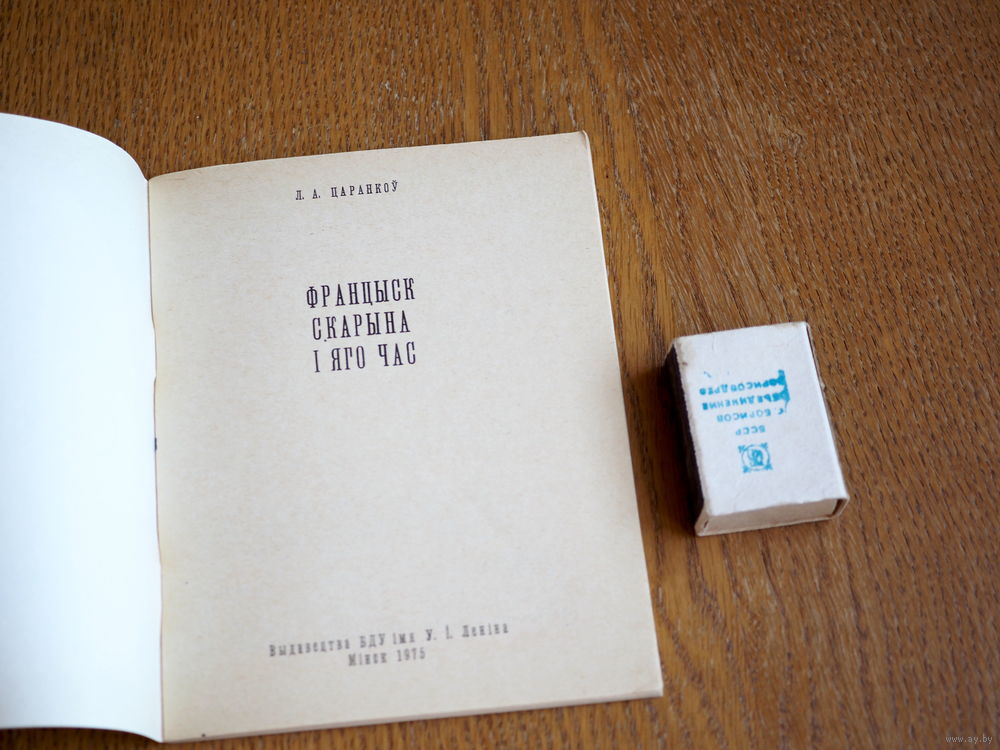 Л. А. ЦАРАНКОЎ
ФРАНЦЫСК
СКАРЫНА
І ЯГО ЧАС
Выдавецтва БДУ імя У. І. Леніна
Мінск 1975
БССР
г. БОРИСОВ
ОБЪЕДИНЕНИЕ
БОРИСОВДРЕВ
www.ay.by